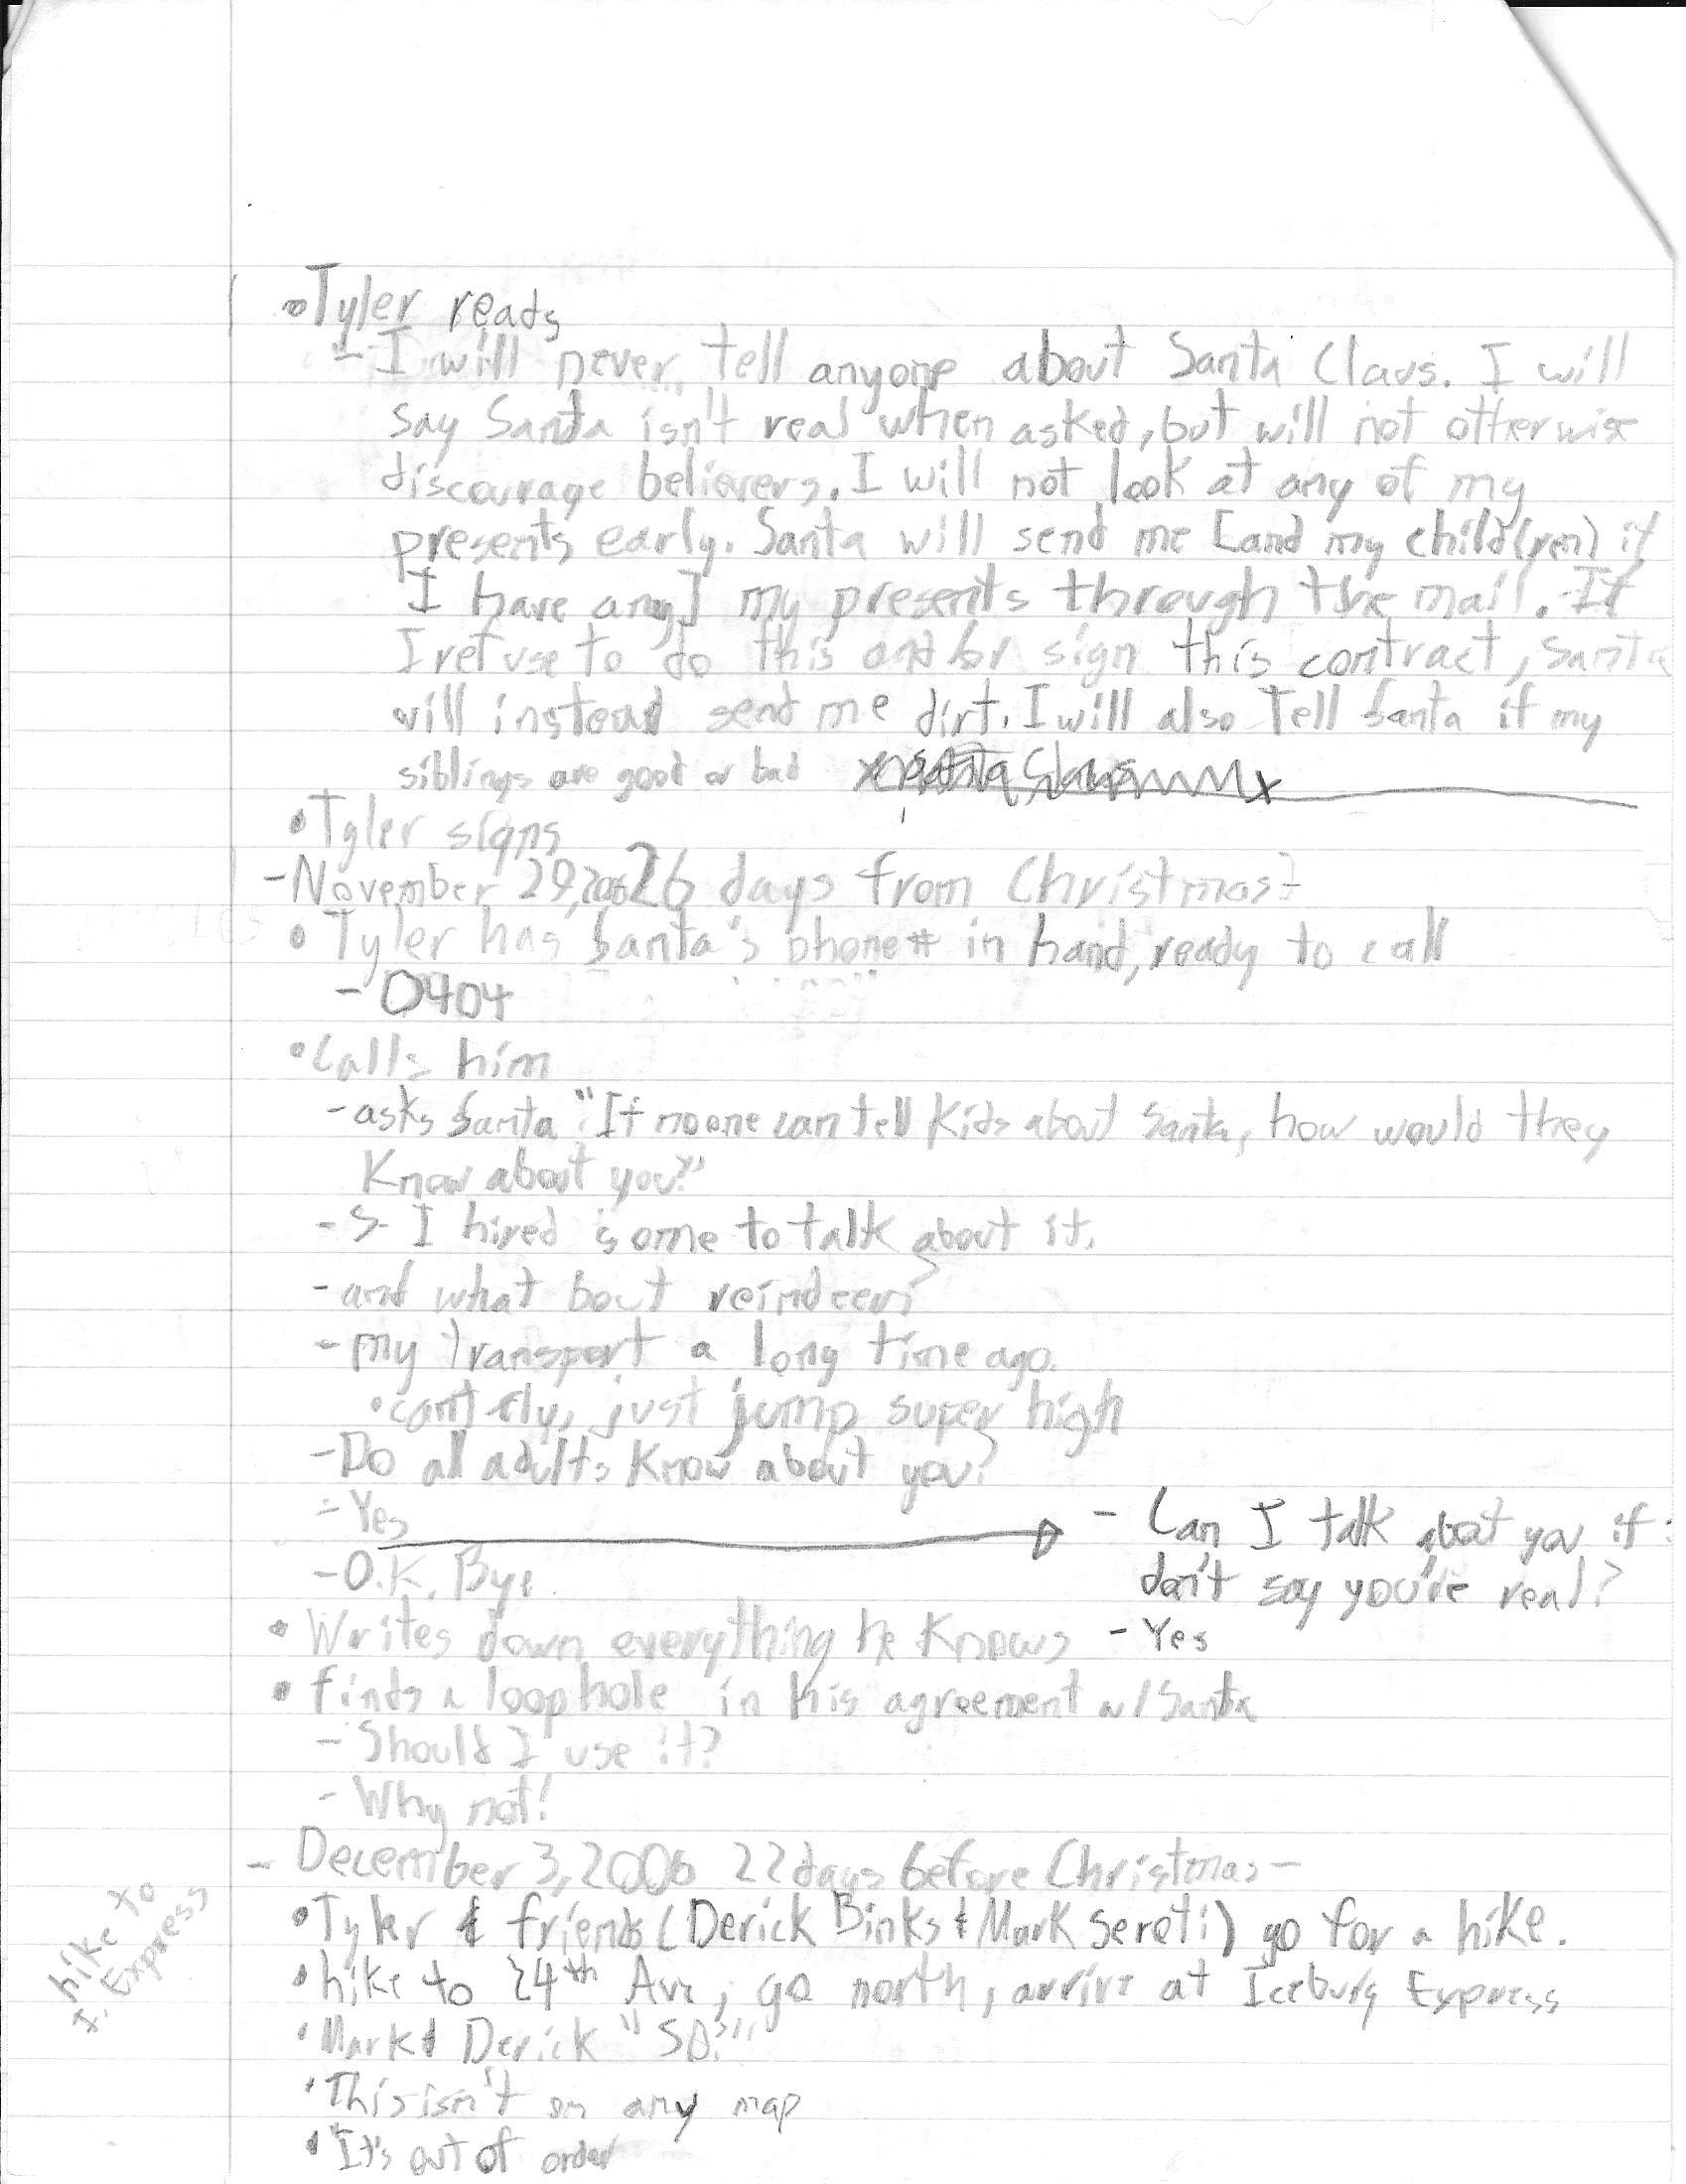 •Tyler reads
- I will never tell anyone about Santa Claus. I will
say Santa isn't real when asked, but will not otherwise
discourage believers. I will not look at any of my
presents early. Santa will send me [and my child(ren) if
I have any] my presents through the mail. If
I refuse to do this and/or sign this contract, Santa
will instead send me dirt. I will also tell Santa if my
siblings are good or bad
•Tyler signs
-November 29, 2006 26 days from Christmas-
• Tyler has Santa's phone # in hand, ready to call
- 0404
•Calls him
-asks Santa "If no one can tell kids about Santa, how would they
know about you?"
- S- I hired some to talk about it.
-and what bout reindeer?
-my transport a long time ago.
•can't fly, just jump super high
-Do all adults know about you?
- Yes
- Can I talk about you if
don't say you're real?
- Yes
-O.K. Bye.
• Writes down everything he knows
• finds a loophole in his agreement w/ Santa
- Should I use it?
- Why not!
- December 3, 2006 22 days before Christmas-
•Tyler & friends (Derick Binks & Mark Sereti) go for a hike.
•hike to 24th Ave, go north, arrive at Iceburg Express
hike to
I. Express
•Mark & Derick "SO?"
•This isn't on any map
•"It's out of order